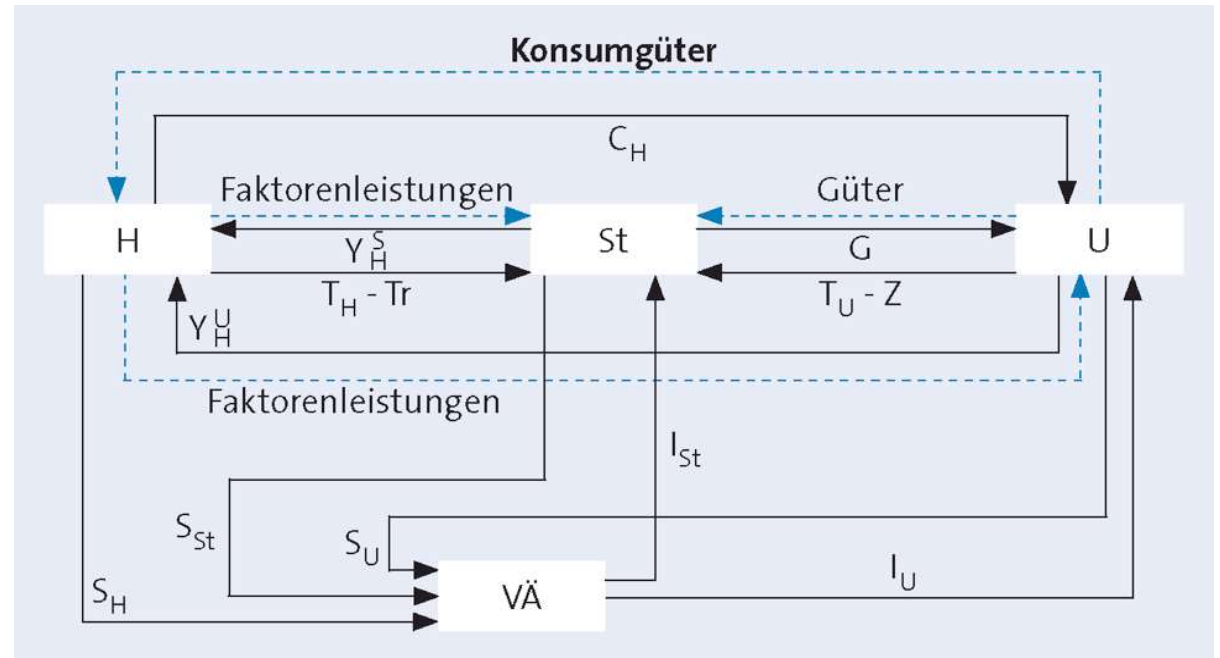 Konsumgüter
C_H
Faktorenleistungen
Güter
H
St
U
Y_H^S
G
T_H - Tr
T_U - Z
Y_H^U
Faktorenleistungen
I_St
S_St
S_U
I_U
S_H
VÄ